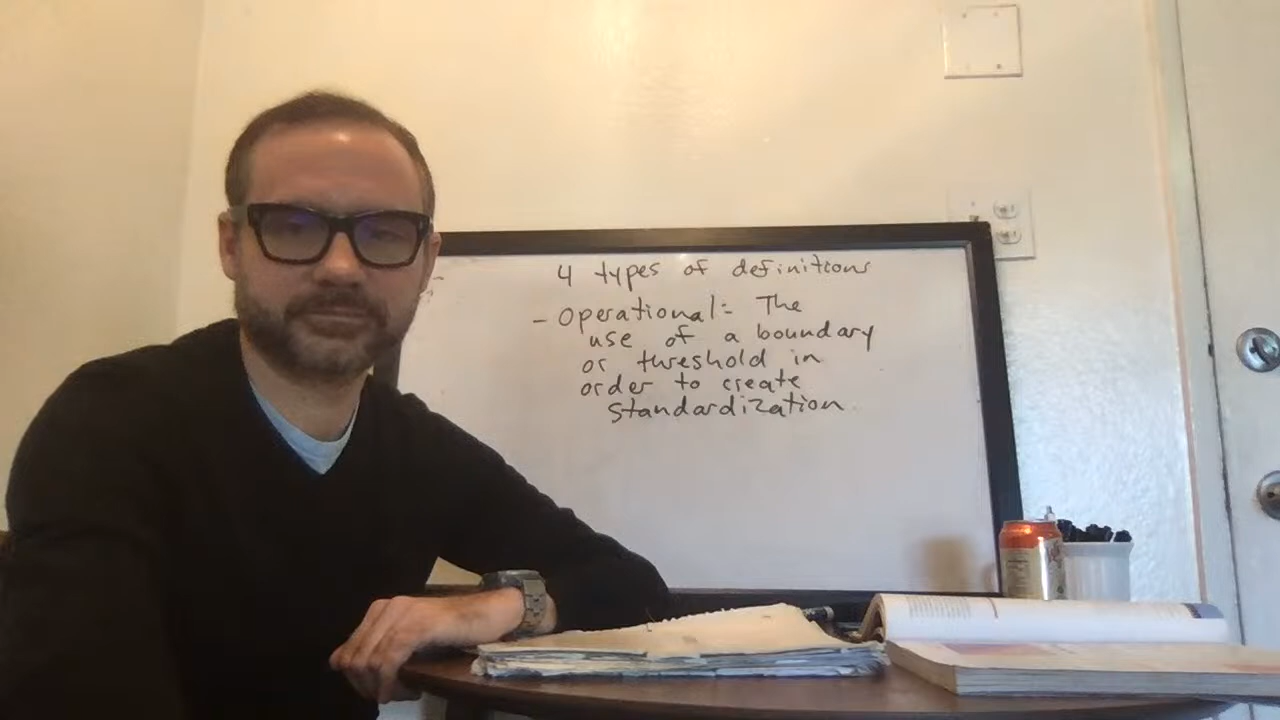 4 types of definitions
- Operational:- The
use of a boundary
or threshold in
order to create
standardization.